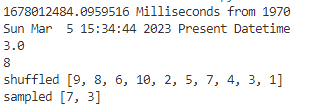 1678012484.0959516 Milliseconds from 1970
Sun Mar  5 15:34:44 2023 Present Datetime
3.0
8
shuffled [9, 8, 6, 10, 2, 5, 7, 4, 3, 1]
sampled [7, 3]